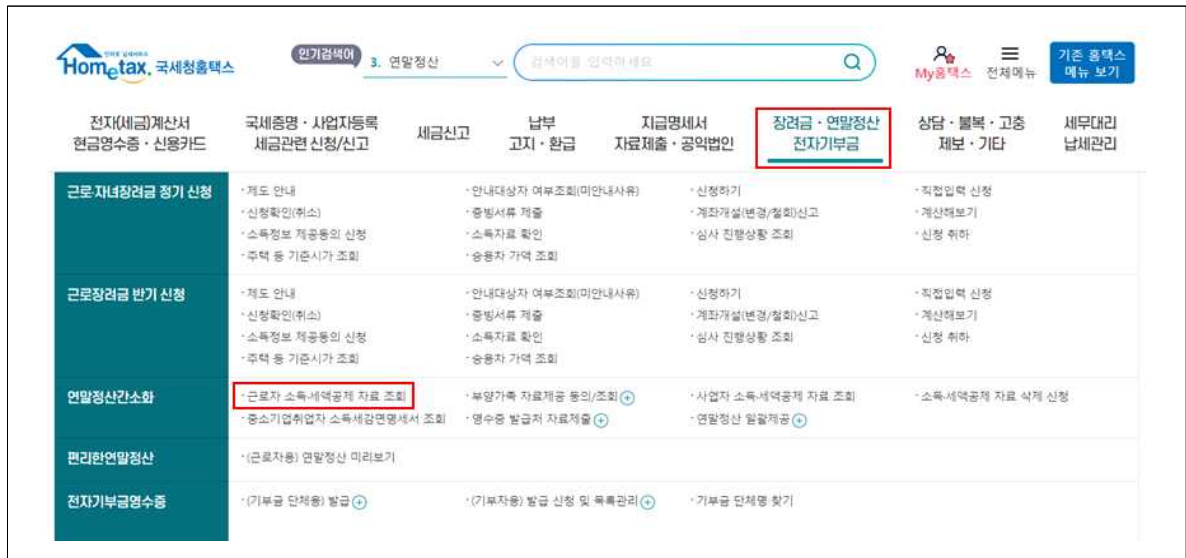 Hometax. 국세청홈택스
인기검색어
3. 연말정산
검색어를 입력하세요
My홈택스
전체메뉴
기존 홈택스
메뉴 보기
전자(세금)계산서
현금영수증·신용카드
국세증명·사업자등록
세금관련 신청/신고
세금신고
납부
고지·환급
지급명세서
자료제출·공익법인
장려금·연말정산
전자기부금
상담·불복·고충
제보·기타
세무대리
납세관리
근로·자녀장려금 정기 신청
·제도 안내 ·안내대상자 여부조회(미안내사유) ·신청하기 ·직접입력 신청
·신청확인(취소) ·증빙서류 제출 ·계좌개설(변경/철회)신고 ·계산해보기
·소득정보 제공동의 신청 ·소득자료 확인 ·심사 진행상황 조회 ·신청 취하
·주택 등 기준시가 조회 ·승용차 가액 조회
근로장려금 반기 신청
·제도 안내 ·안내대상자 여부조회(미안내사유) ·신청하기 ·직접입력 신청
·신청확인(취소) ·증빙서류 제출 ·계좌개설(변경/철회)신고 ·계산해보기
·소득정보 제공동의 신청 ·소득자료 확인 ·심사 진행상황 조회 ·신청 취하
·주택 등 기준시가 조회 ·승용차 가액 조회
연말정산간소화
·근로자 소득·세액공제 자료 조회 ·부양가족 자료제공 동의/조회 ·사업자 소득·세액공제 자료 조회 ·소득·세액공제 자료 삭제 신청
·중소기업취업자 소득세감면명세서 조회 ·영수증 발급처 자료제출 ·연말정산 일괄제공
편리한연말정산
·(근로자용) 연말정산 미리보기
전자기부금영수증
·(기부금 단체용) 발급 ·(기부자용) 발급 신청 및 목록관리 ·기부금 단체명 찾기